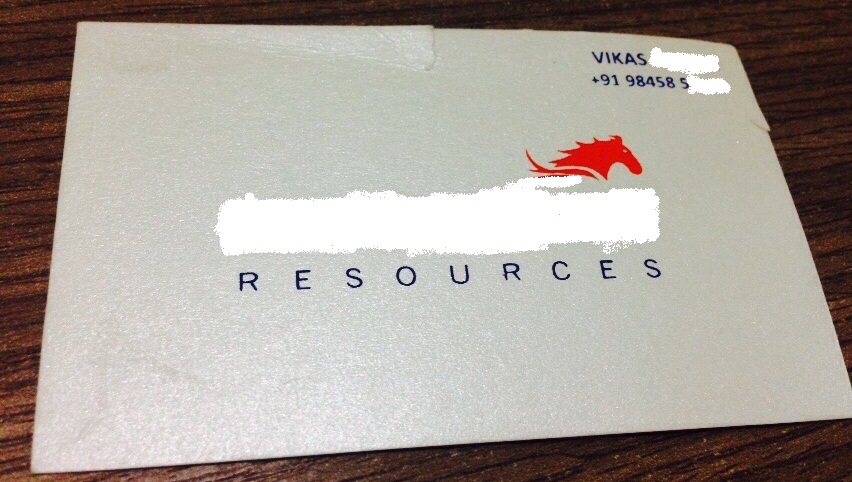 VIKAS
+91 98458 5
RESOURCES